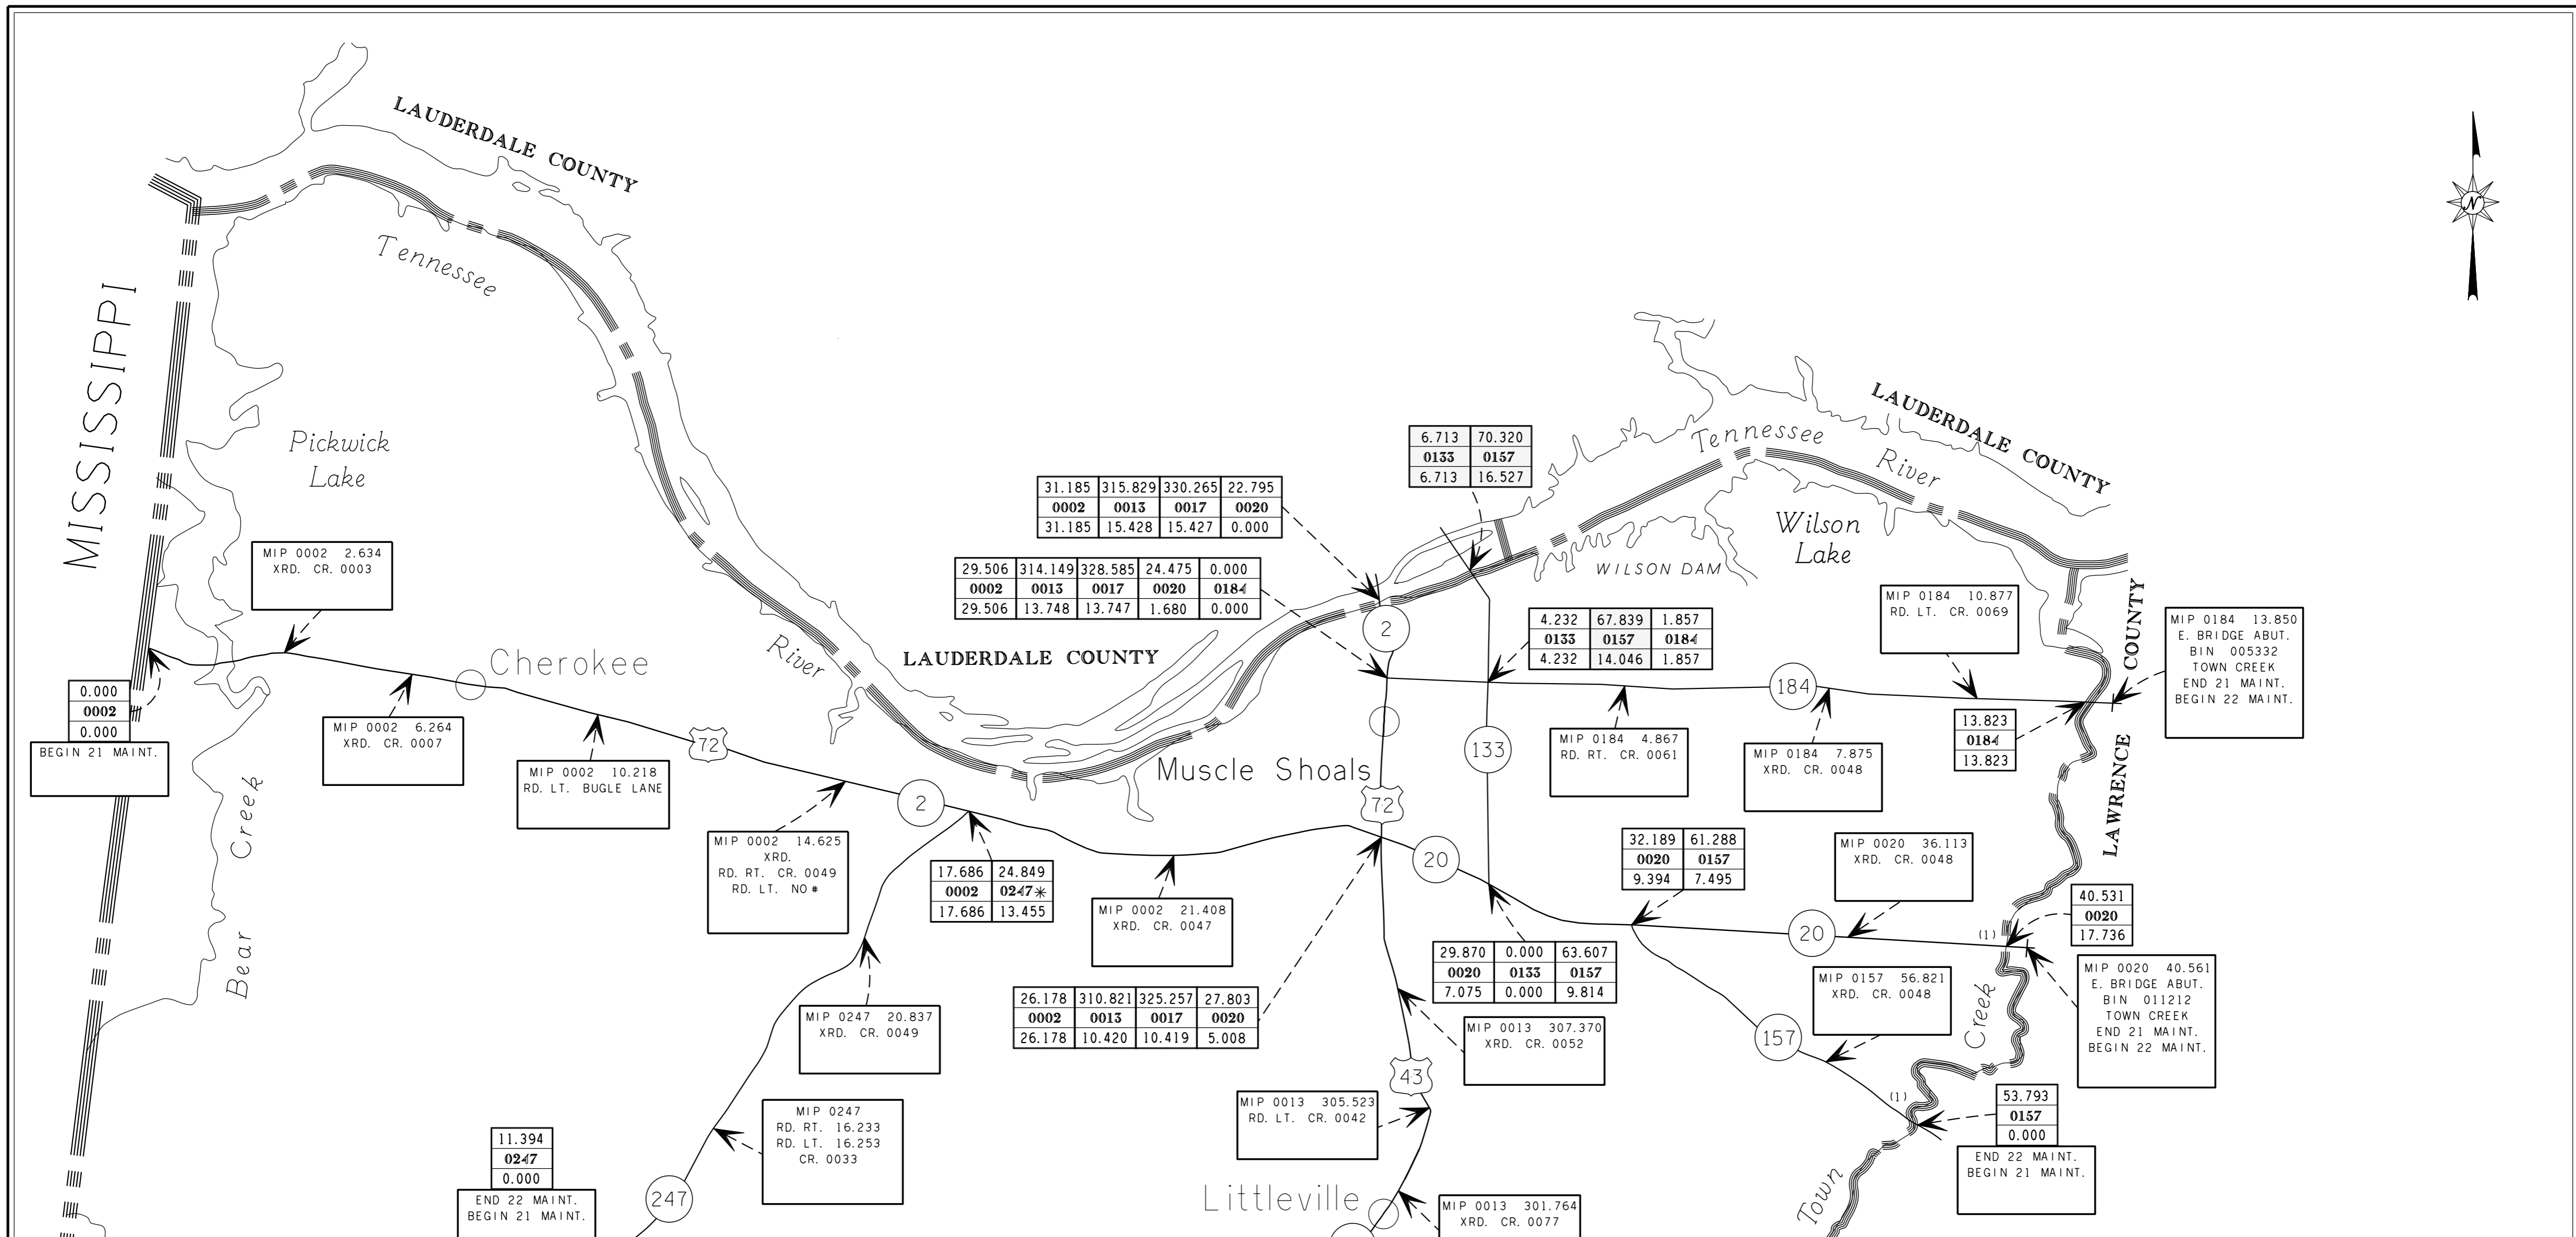 LAUDERDALE COUNTY
Tennessee
MISSISSIPPI
Pickwick
Lake
N
LAUDERDALE COUNTY
Tennessee
River
Wilson
Lake
WILSON DAM
6.713 70.320
0133 0157
6.713 16.527
31.185 315.829 330.265 22.795
0002 0013 0017 0020
31.185 15.428 15.427 0.000
29.506 314.149 328.585 24.475 0.000
0002 0013 0017 0020 0184
29.506 13.748 13.747 1.680 0.000
2
MIP 0002 2.634
XRD. CR. 0003
Cherokee
River
LAUDERDALE COUNTY
4.232 67.839 1.857
0133 0157 0184
4.232 14.046 1.857
MIP 0184 10.877
RD. LT. CR. 0069
LAWRENCE COUNTY
MIP 0184 13.850
E. BRIDGE ABUT.
BIN 005332
TOWN CREEK
END 21 MAINT.
BEGIN 22 MAINT.
0.000
0002
0.000
BEGIN 21 MAINT.
MIP 0002 6.264
XRD. CR. 0007
MIP 0002 10.218
RD. LT. BUGLE LANE
72
184
133
MIP 0184 4.867
RD. RT. CR. 0061
MIP 0184 7.875
XRD. CR. 0048
13.823
0184
13.823
Muscle Shoals
72
2
Bear Creek
MIP 0002 14.625
XRD.
RD. RT. CR. 0049
RD. LT. NO #
17.686 24.849
0002 0247*
17.686 13.455
MIP 0002 21.408
XRD. CR. 0047
20
32.189 61.288
0020 0157
9.394 7.495
MIP 0020 36.113
XRD. CR. 0048
20
(1)
40.531
0020
17.736
29.870 0.000 63.607
0020 0133 0157
7.075 0.000 9.814
26.178 310.821 325.257 27.803
0002 0013 0017 0020
26.178 10.420 10.419 5.008
MIP 0247 20.837
XRD. CR. 0049
MIP 0013 307.370
XRD. CR. 0052
MIP 0157 56.821
XRD. CR. 0048
MIP 0020 40.561
E. BRIDGE ABUT.
BIN 011212
TOWN CREEK
END 21 MAINT.
BEGIN 22 MAINT.
157
43
MIP 0013 305.523
RD. LT. CR. 0042
MIP 0247
RD. RT. 16.233
RD. LT. 16.253
CR. 0033
11.394
0247
0.000
END 22 MAINT.
BEGIN 21 MAINT.
247
Littleville
MIP 0013 301.764
XRD. CR. 0077
(1)
53.793
0157
0.000
END 22 MAINT.
BEGIN 21 MAINT.
Town
Creek